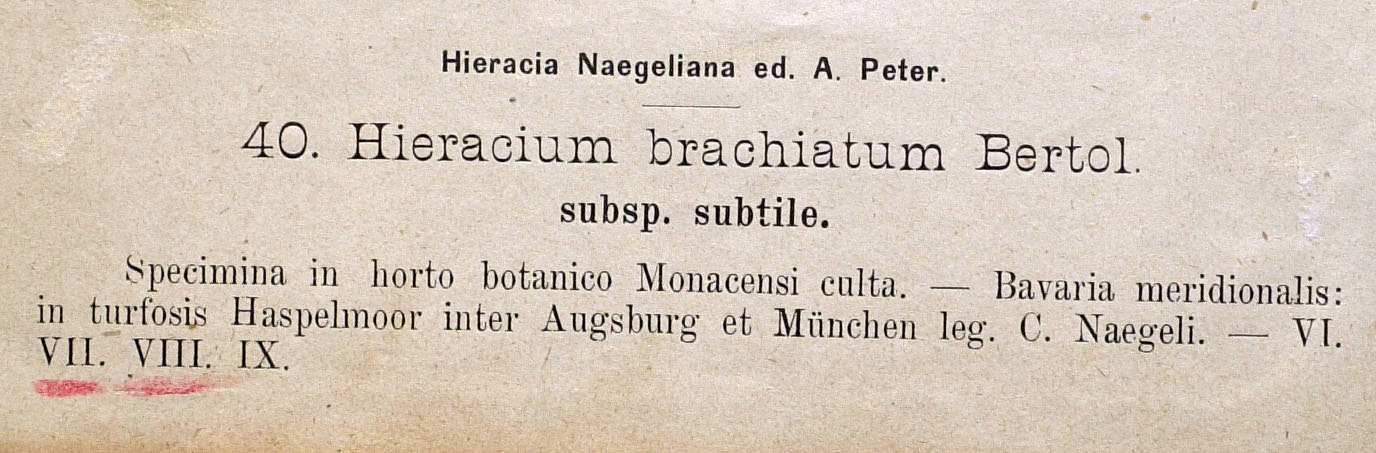 Hieracia Naegeliana ed. A. Peter.
40. Hieracium brachiatum Bertol.
subsp. subtile.
Specimina in horto botanico Monacensi culta. — Bavaria meridionalis:
in turfosis Haspelmoor inter Augsburg et München leg. C. Naegeli. — VI.
VII. VIII. IX.